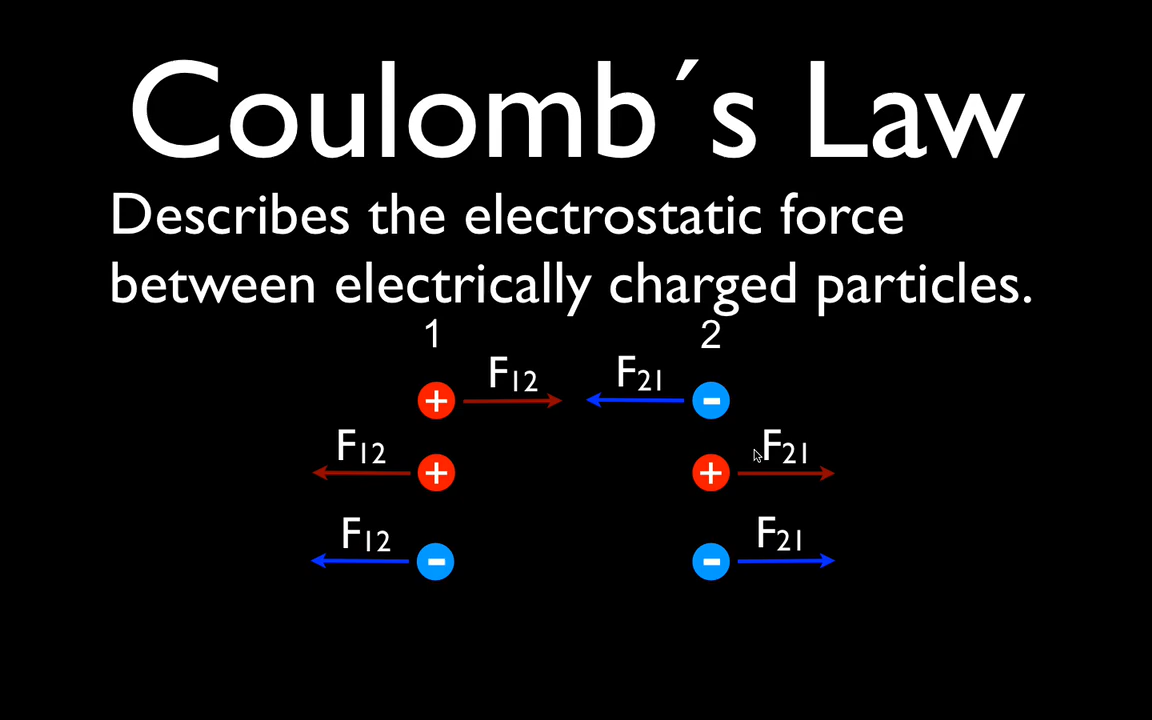 Coulomb´s Law
Describes the electrostatic force
between electrically charged particles.
1 2
F12 F21
+ -
F12 F21
+ +
F12 F21
- -